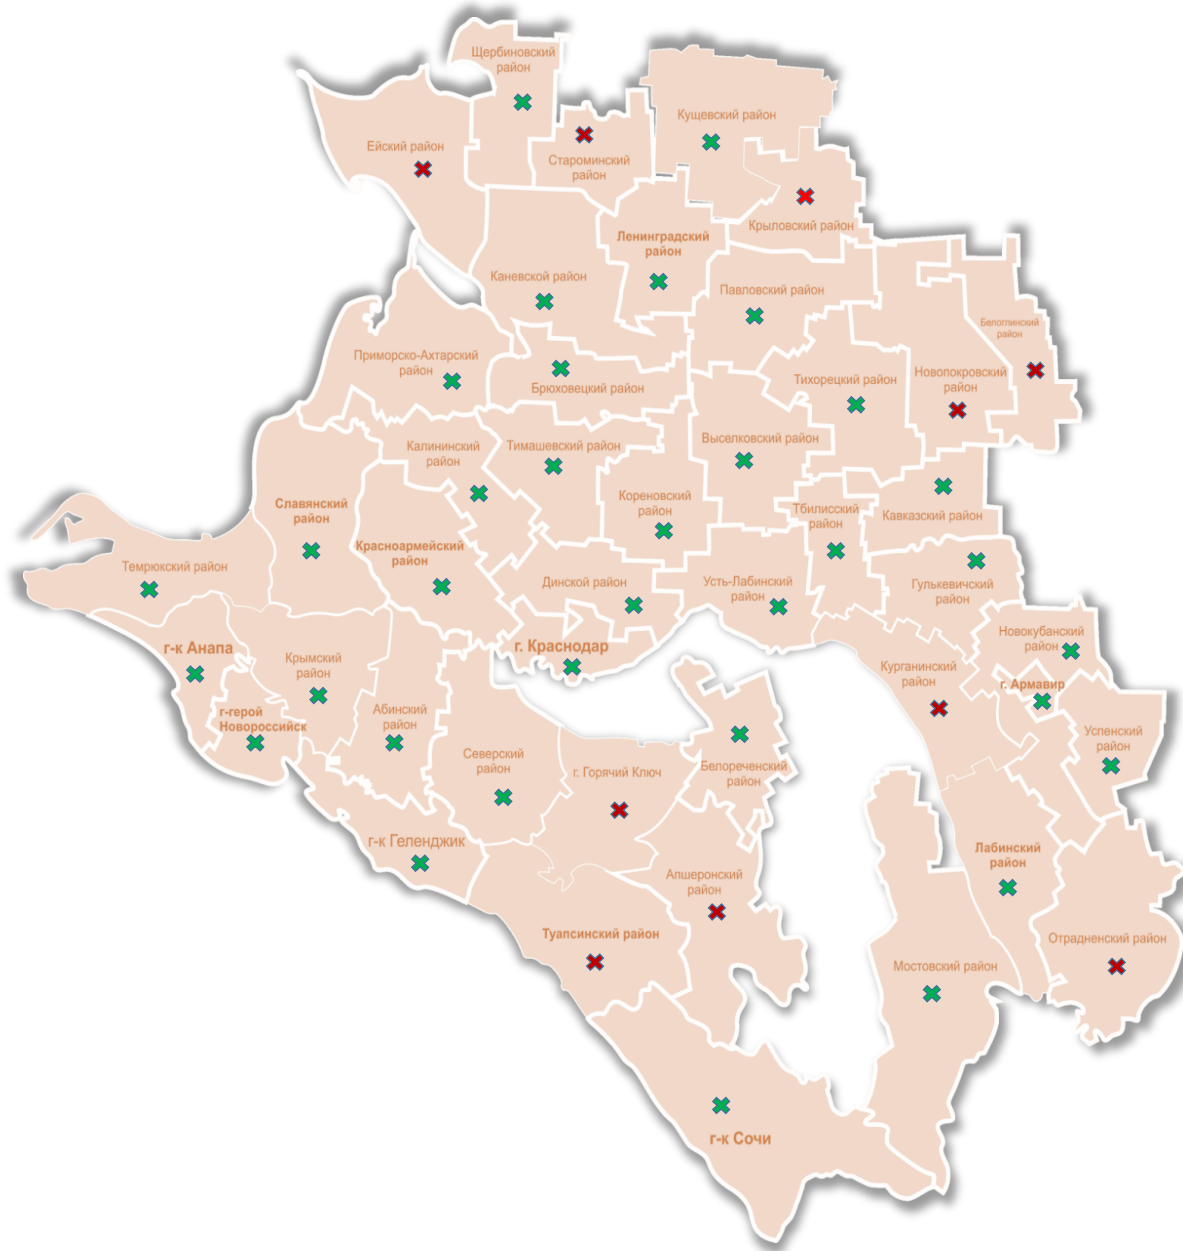 Щербиновский
район
Кущевский район
Ейский район
Староминский
район
Крыловский район
Ленинградский
район
Каневской район
Павловский район
Белоглинский
район
Приморско-Ахтарский
район
Брюховецкий район
Тихорецкий район
Новопокровский
район
Калининский
район
Тимашевский район
Выселковский район
Славянский
район
Кореновский
район
Тбилисский
район
Кавказский район
Красноармейский
район
Темрюкский район
Динской район
Усть-Лабинский
район
Гулькевичский
район
Новокубанский
район
г-к Анапа
Крымский
район
г. Краснодар
Курганинский
район
г. Армавир
г-герой
Новороссийск
Абинский
район
Успенский
район
Северский
район
г. Горячий Ключ
Белореченский
район
г-к Геленджик
Лабинский
район
Апшеронский
район
Туапсинский район
Отрадненский район
Мостовский район
г-к Сочи